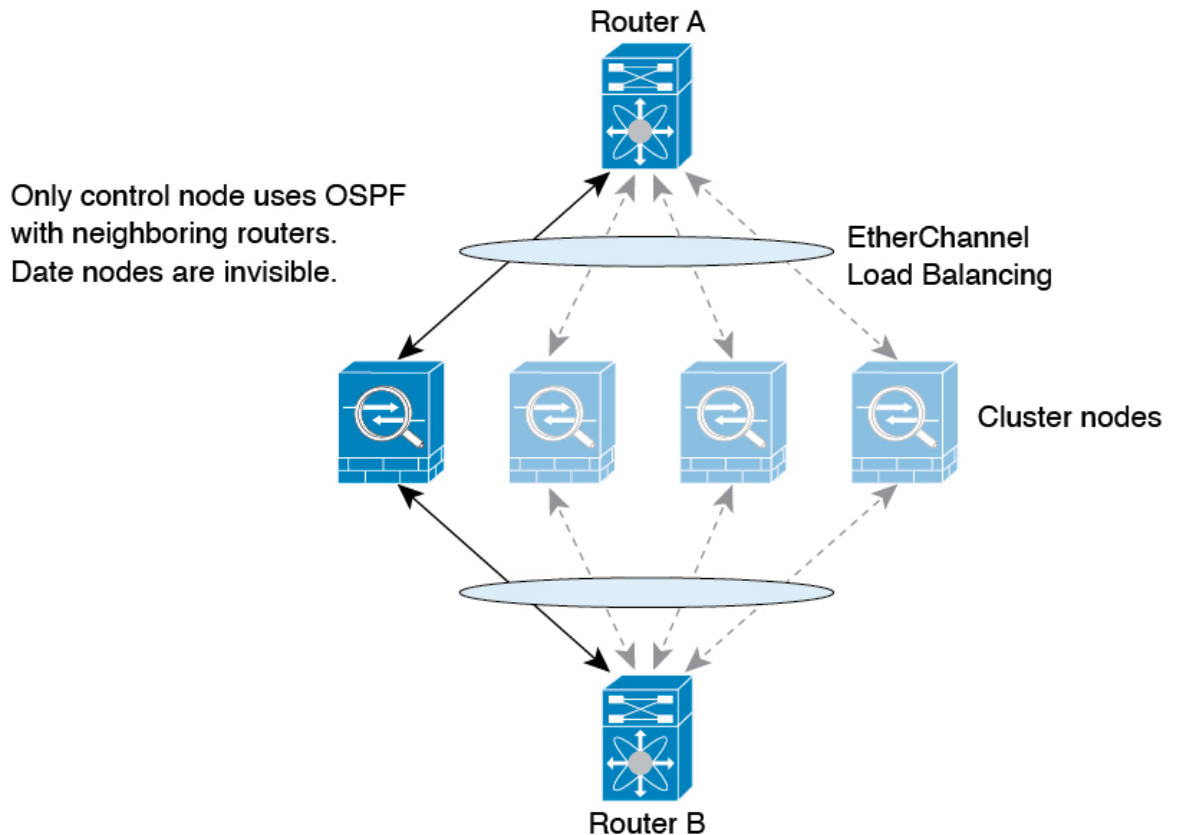 Router A
Only control node uses OSPF
with neighboring routers.
Date nodes are invisible.
EtherChannel
Load Balancing
Cluster nodes
Router B